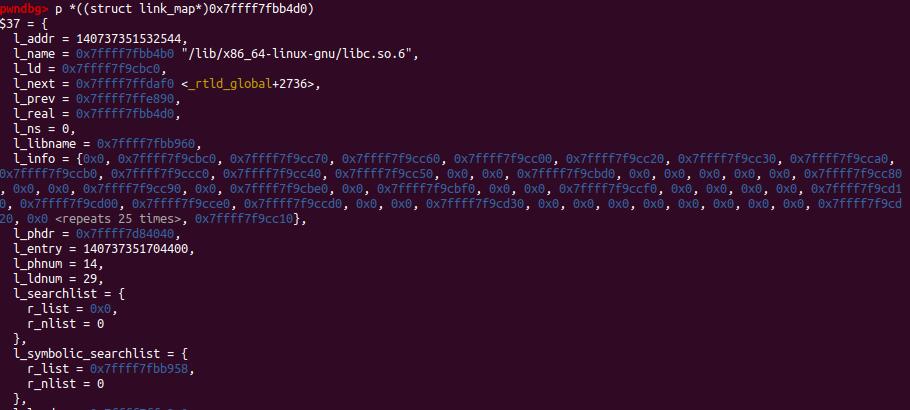 pwndbg> p *((struct link_map*)0x7ffff7fbb4d0)
$37 = {
l_addr = 140737351532544,
l_name = 0x7ffff7fbb4b0 "/lib/x86_64-linux-gnu/libc.so.6",
l_ld = 0x7ffff7f9cbc0,
l_next = 0x7ffff7ffdaf0 <_rtld_global+2736>,
l_prev = 0x7ffff7ffe890,
l_real = 0x7ffff7fbb4d0,
l_ns = 0,
l_libname = 0x7ffff7fbb960,
l_info = {0x0, 0x7ffff7f9cbc0, 0x7ffff7f9cc70, 0x7ffff7f9cc60, 0x7ffff7f9cc00, 0x7ffff7f9cc20, 0x7ffff7f9cc30, 0x7ffff7f9cca0,
0x7ffff7f9ccb0, 0x7ffff7f9ccc0, 0x7ffff7f9cc40, 0x7ffff7f9cc50, 0x0, 0x0, 0x7ffff7f9cbd0, 0x0, 0x0, 0x0, 0x0, 0x0, 0x7ffff7f9cc80
, 0x0, 0x0, 0x7ffff7f9cc90, 0x0, 0x7ffff7f9cbe0, 0x0, 0x7ffff7f9cbf0, 0x0, 0x0, 0x7ffff7f9ccf0, 0x0, 0x0, 0x0, 0x0, 0x7ffff7f9cd1
0, 0x7ffff7f9cd00, 0x7ffff7f9cce0, 0x7ffff7f9ccd0, 0x0, 0x0, 0x7ffff7f9cd30, 0x0, 0x0, 0x0, 0x0, 0x0, 0x0, 0x0, 0x7ffff7f9cd
20, 0x0 <repeats 25 times>, 0x7ffff7f9cc10},
l_phdr = 0x7ffff7d84040,
l_entry = 140737351704400,
l_phnum = 14,
l_ldnum = 29,
l_searchlist = {
r_list = 0x0,
r_nlist = 0
},
l_symbolic_searchlist = {
r_list = 0x7ffff7fbb958,
r_nlist = 0
},